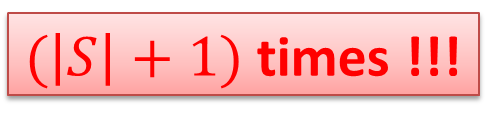 (|S| + 1) times !!!